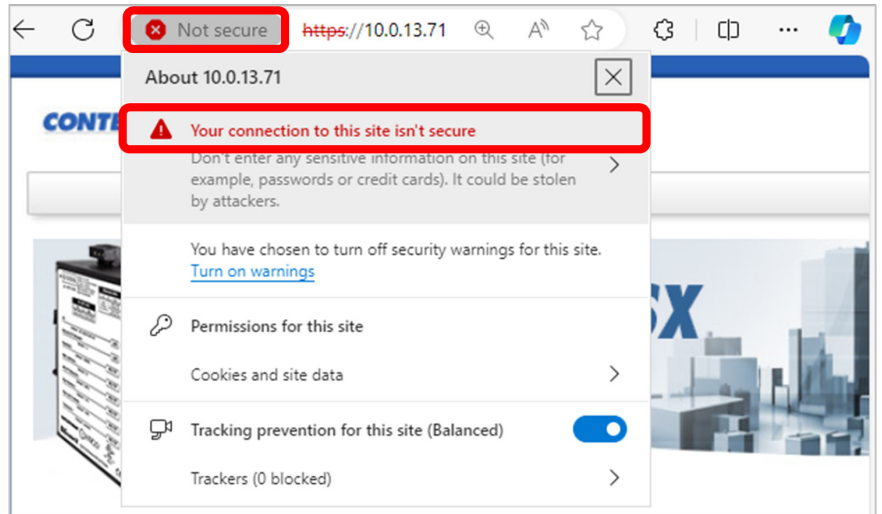 Not secure https://10.0.13.71
About 10.0.13.71
CONTE
Your connection to this site isn't secure
Don't enter any sensitive information on this site (for
example, passwords or credit cards). It could be stolen
by attackers.
You have chosen to turn off security warnings for this site.
Turn on warnings
SX
Permissions for this site
Cookies and site data
Tracking prevention for this site (Balanced)
Trackers (0 blocked)